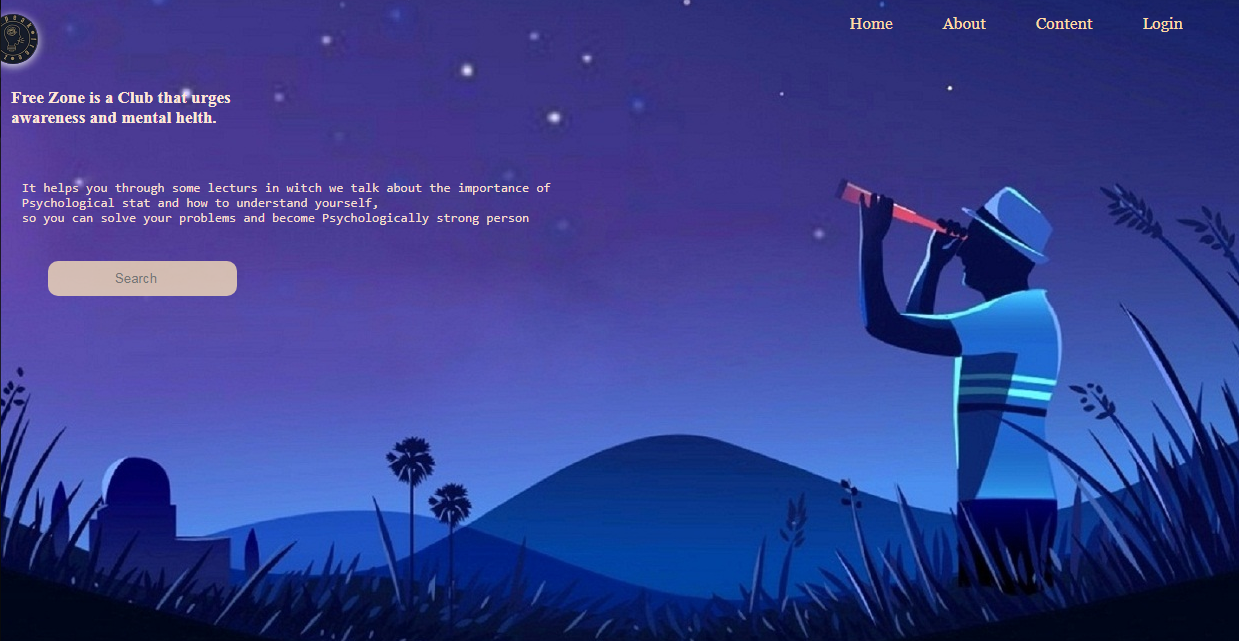 Home About Content Login
Free Zone is a Club that urges
awareness and mental helth.
It helps you through some lecturs in witch we talk about the importance of
Psychological stat and how to understand yourself,
so you can solve your problems and become Psychologically strong person
Search